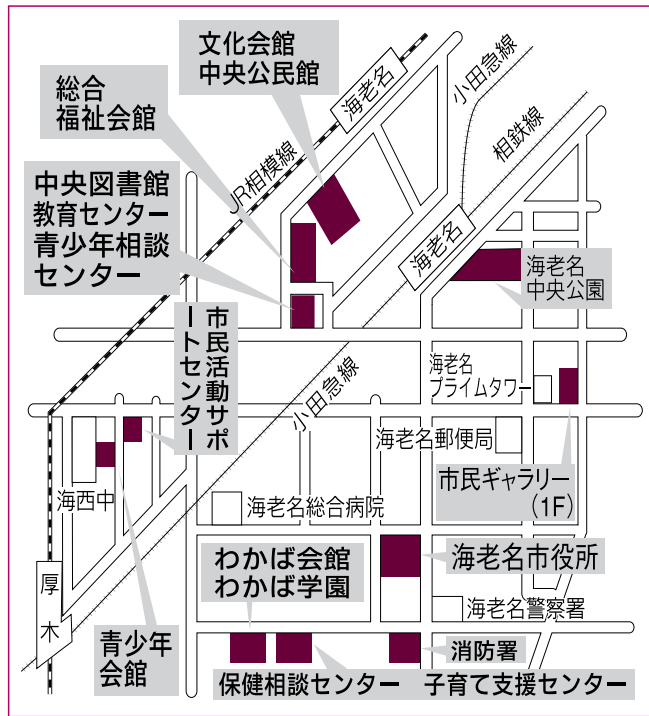 文化会館
中央公民館
総合
福祉会館
中央図書館
教育センター
青少年相談
センター
海老名
小田急線
相鉄線
JR相模線
海老名
海老名
中央公園
市民活動サポ
ートセンター
小田急線
海老名
プライムタワー
海老名郵便局
市民ギャラリー
(1F)
海西中
海老名総合病院
わかば会館
わかば学園
海老名市役所
厚木
海老名警察署
青少年
会館
消防署
保健相談センター
子育て支援センター